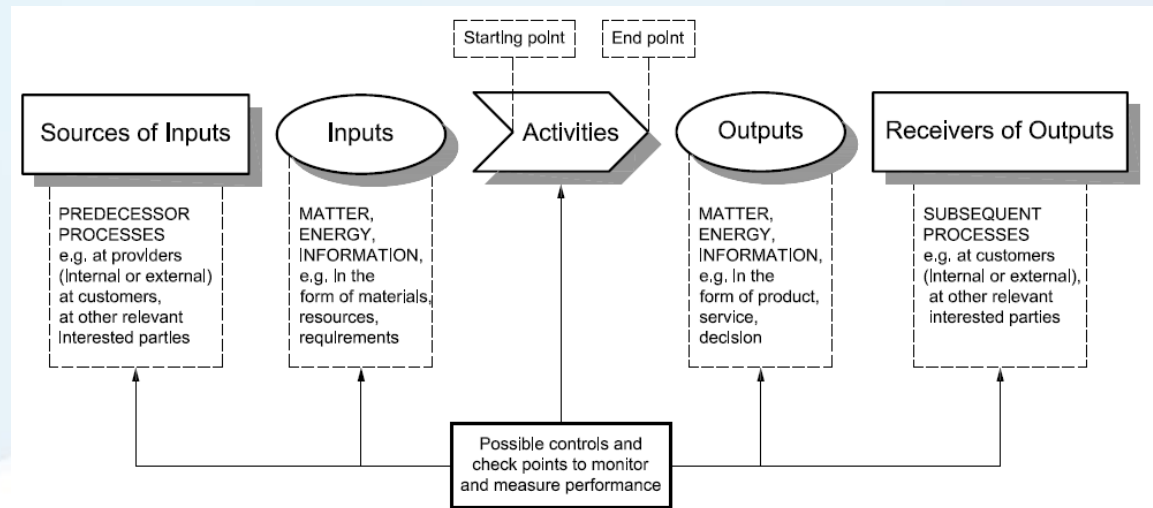 Starting point
End point
Sources of Inputs
Inputs
Activities
Outputs
Receivers of Outputs
PREDECESSOR
PROCESSES
e.g. at providers
(internal or external)
at customers,
at other relevant
interested parties
MATTER,
ENERGY,
INFORMATION,
e.g. in the
form of materials,
resources,
requirements
MATTER,
ENERGY,
INFORMATION,
e.g. in the
form of product,
service,
decision
SUBSEQUENT
PROCESSES
e.g. at customers
(internal or external),
at other relevant
interested parties
Possible controls and
check points to monitor
and measure performance